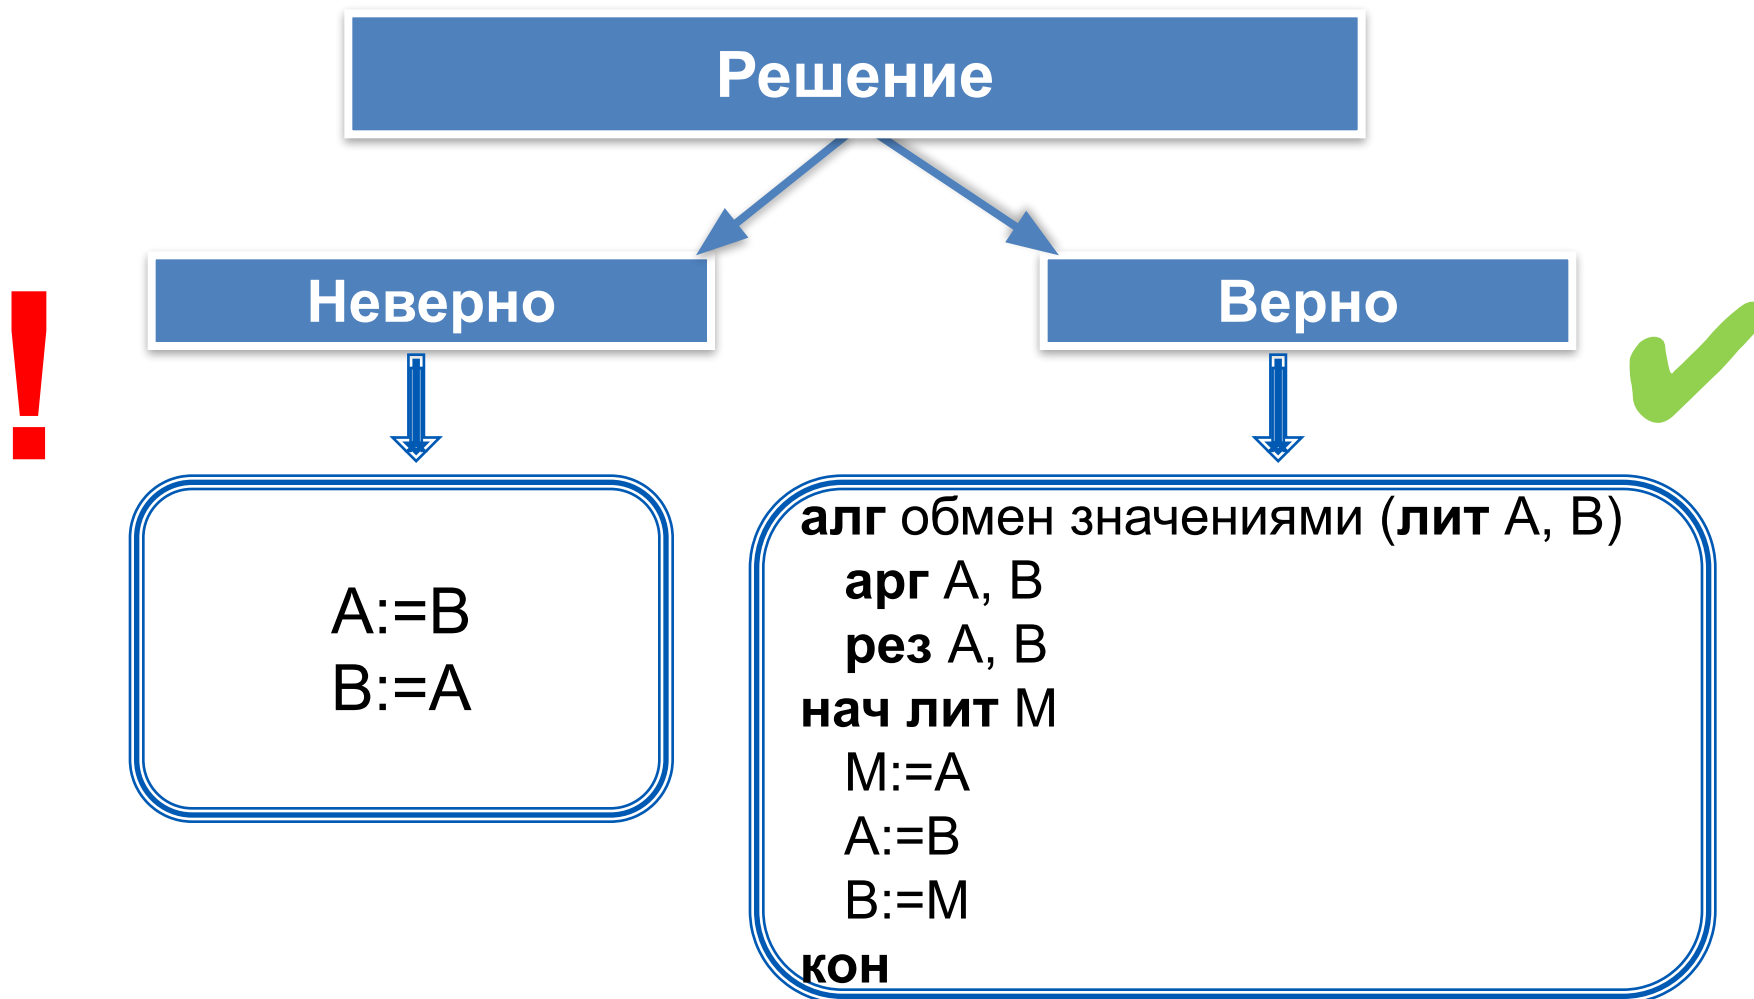 Решение
Неверно
Верно
!
A:=B
B:=A
алг обмен значениями (лит A, B)
арг A, B
рез A, B
нач лит M
M:=A
A:=B
B:=M
кон